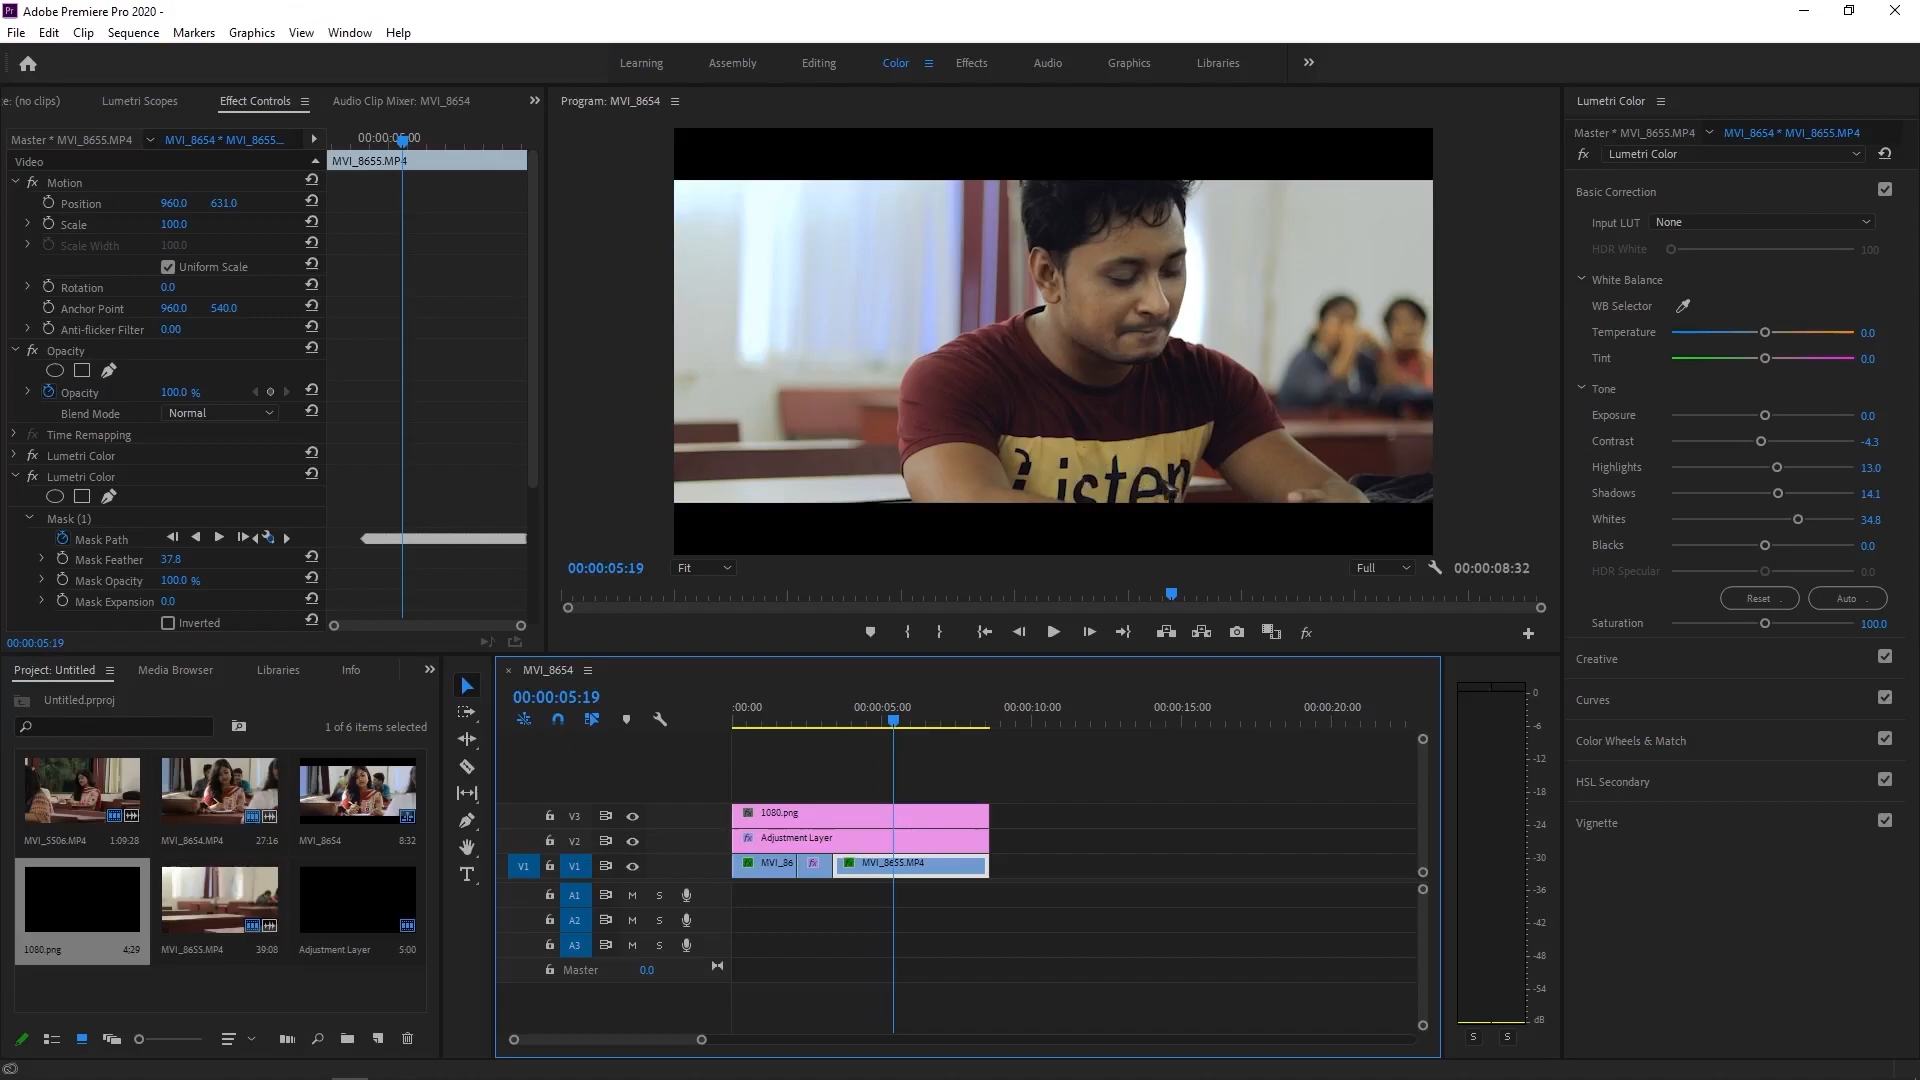 Adobe Premiere Pro 2020 -
File Edit Clip Sequence Markers Graphics View Window Help
Learning Assembly Editing Color Effects Audio Graphics Libraries
e: (no clips) Lumetri Scopes Effect Controls Audio Clip Mixer: MVI_8654
Master * MVI_8655.MP4 MVI_8654 * MVI_8655...
00:00:05:00
Video
MVI_8655.MP4
Motion
Position 960.0 631.0
Scale 100.0
Scale Width 100.0
Uniform Scale
Rotation 0.0
Anchor Point 960.0 540.0
Anti-flicker Filter 0.00
Opacity
Opacity 100.0 %
Blend Mode Normal
Time Remapping
Lumetri Color
Lumetri Color
Mask (1)
Mask Path
Mask Feather 37.8
Mask Opacity 100.0 %
Mask Expansion 0.0
Inverted
00:00:05:19
Program: MVI_8654
Listen
00:00:05:19 Fit Full 00:00:08:32
Lumetri Color
Master * MVI_8655.MP4 MVI_8654 * MVI_8655.MP4
fx Lumetri Color
Basic Correction
Input LUT None
HDR White 100
White Balance
WB Selector
Temperature 0.0
Tint 0.0
Tone
Exposure 0.0
Contrast -4.3
Highlights 13.0
Shadows 14.1
Whites 34.8
Blacks 0.0
HDR Specular 0.0
Reset Auto
Saturation 100.0
Creative
Curves
Color Wheels & Match
HSL Secondary
Vignette
Project: Untitled Media Browser Libraries Info
Untitled.prproj
1 of 6 items selected
MVI_5506.MP4 1:09:28
MVI_8654.MP4 27:16
MVI_8654 8:32
1080.png 4:29
MVI_8655.MP4 39:08
Adjustment Layer 5:00
MVI_8654
00:00:05:19
:00:00 00:00:05:00 00:00:10:00 00:00:15:00 00:00:20:00
V3 1080.png
V2 Adjustment Layer
V1 V1 MVI_86 MVI_8655.MP4
A1 M S
A2 M S
A3 M S
Master 0.0
0
-6
-12
-18
-24
-30
-36
-42
-48
-54
dB
S S